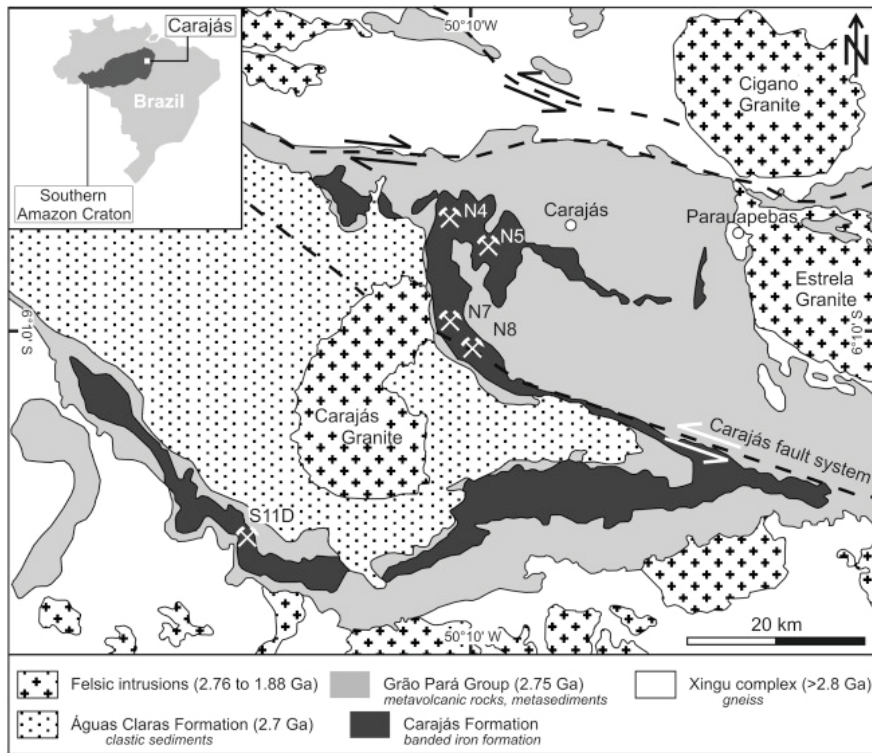 Carajás
Brazil
Southern
Amazon Craton
50°10' W
N
Cigano
Granite
N4
N5
Carajás
Parauapebas
Estrela
Granite
N7
N8
6°10' S
6°10' S
Carajás
Granite
Carajás fault system
S11D
50°10' W
20 km
Felsic intrusions (2.76 to 1.88 Ga)
Grão Pará Group (2.75 Ga)
metavolcanic rocks, metasediments
Xingu complex (>2.8 Ga)
gneiss
Águas Claras Formation (2.7 Ga)
clastic sediments
Carajás Formation
banded iron formation